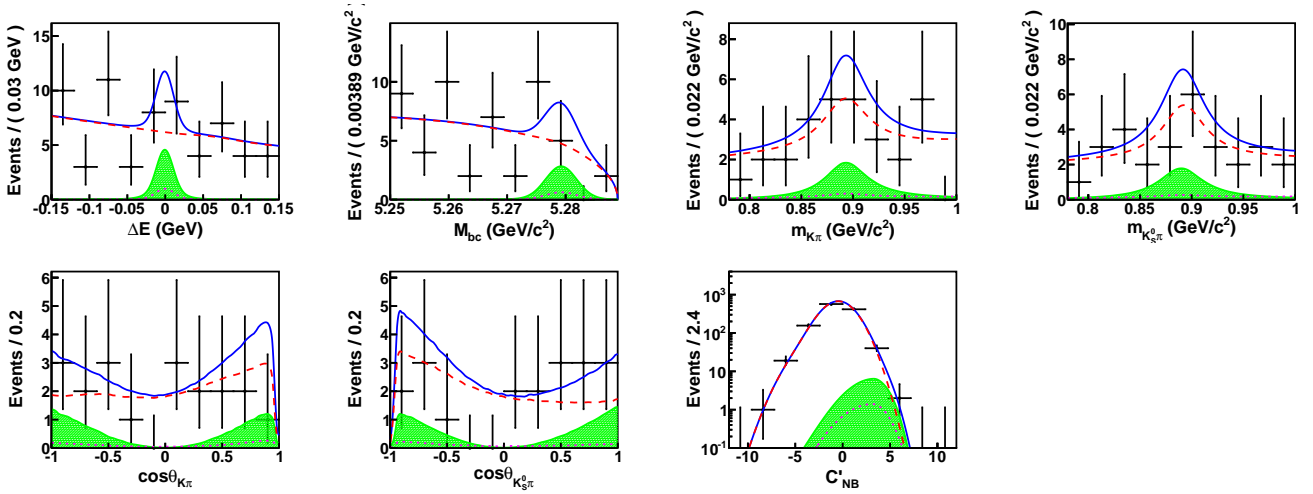 Events / ( 0.03 GeV )
15
10
5
0
-0.15 -0.1 -0.05 0 0.05 0.1 0.15
ΔE (GeV)
Events / ( 0.00389 GeV/c²
10
5
0
5.25 5.26 5.27 5.28
M_bc (GeV/c²)
Events / ( 0.022 GeV/c² )
8
6
4
2
0
0.8 0.85 0.9 0.95 1
m_Kπ (GeV/c²)
Events / ( 0.022 GeV/c² )
10
8
6
4
2
0
0.8 0.85 0.9 0.95 1
m_K_S^0π (GeV/c²)
Events / 0.2
6
5
4
3
2
1
0
-1 -0.5 0 0.5 1
cosθ_Kπ
Events / 0.2
6
5
4
3
2
1
0
-1 -0.5 0 0.5 1
cosθ_K_S^0π
Events / 2.4
10³
10²
10
1
10⁻¹
-10 -5 0 5 10
C'_NB